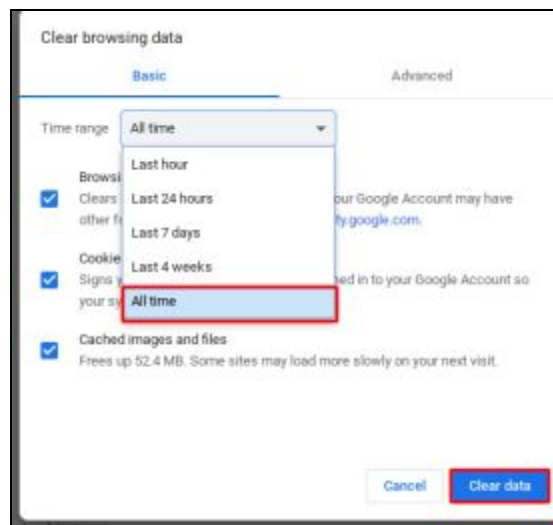 Clear browsing data
Basic Advanced
Time range All time
Last hour
Browsi
Clears Last 24 hours our Google Account may have
other f Last 7 days ty.google.com.
Cookie Last 4 weeks
Signs y ned in to your Google Account so
your sy All time
Cached images and files
Frees up 52.4 MB. Some sites may load more slowly on your next visit.
Cancel Clear data